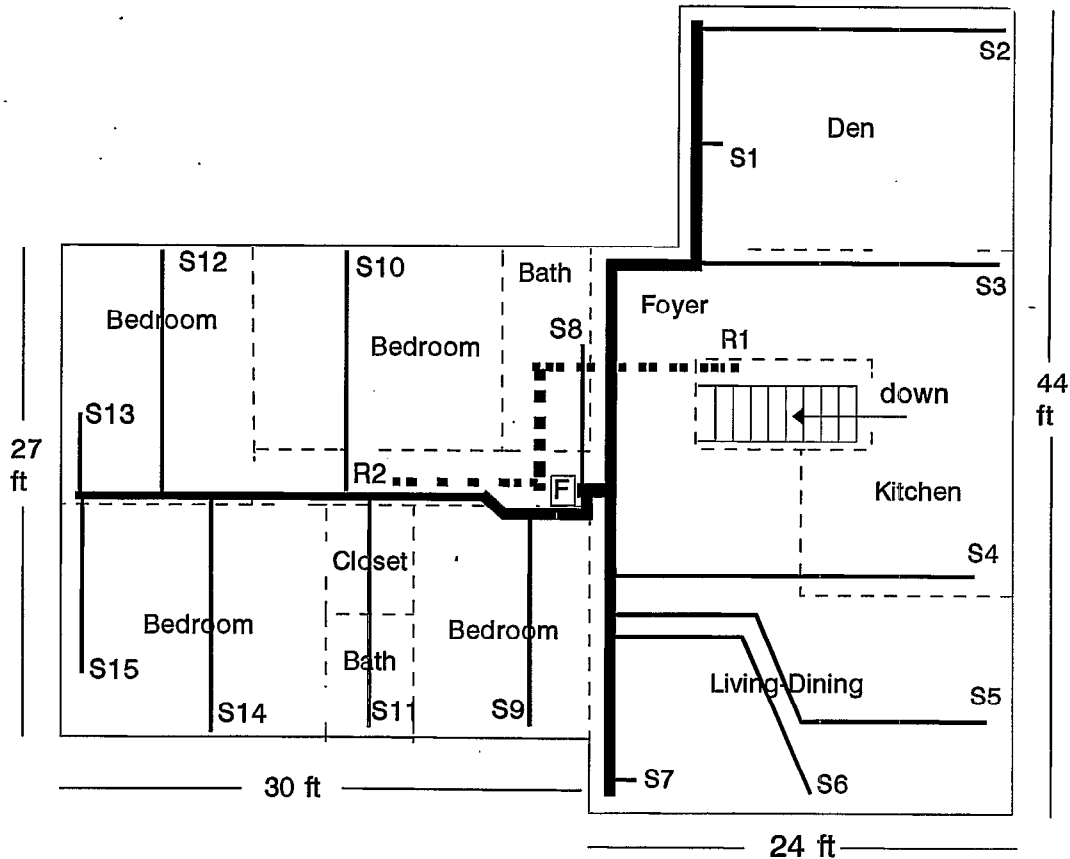 S2
Den
S1
S12
S10
Bath
S3
Foyer
Bedroom
S8
Bedroom
R1
44
ft
down
S13
27
ft
R2
F
Kitchen
Closet
S4
Bedroom
Bedroom
Bath
S15
Living-Dining
S5
S14
S11
S9
S7
S6
30 ft
24 ft